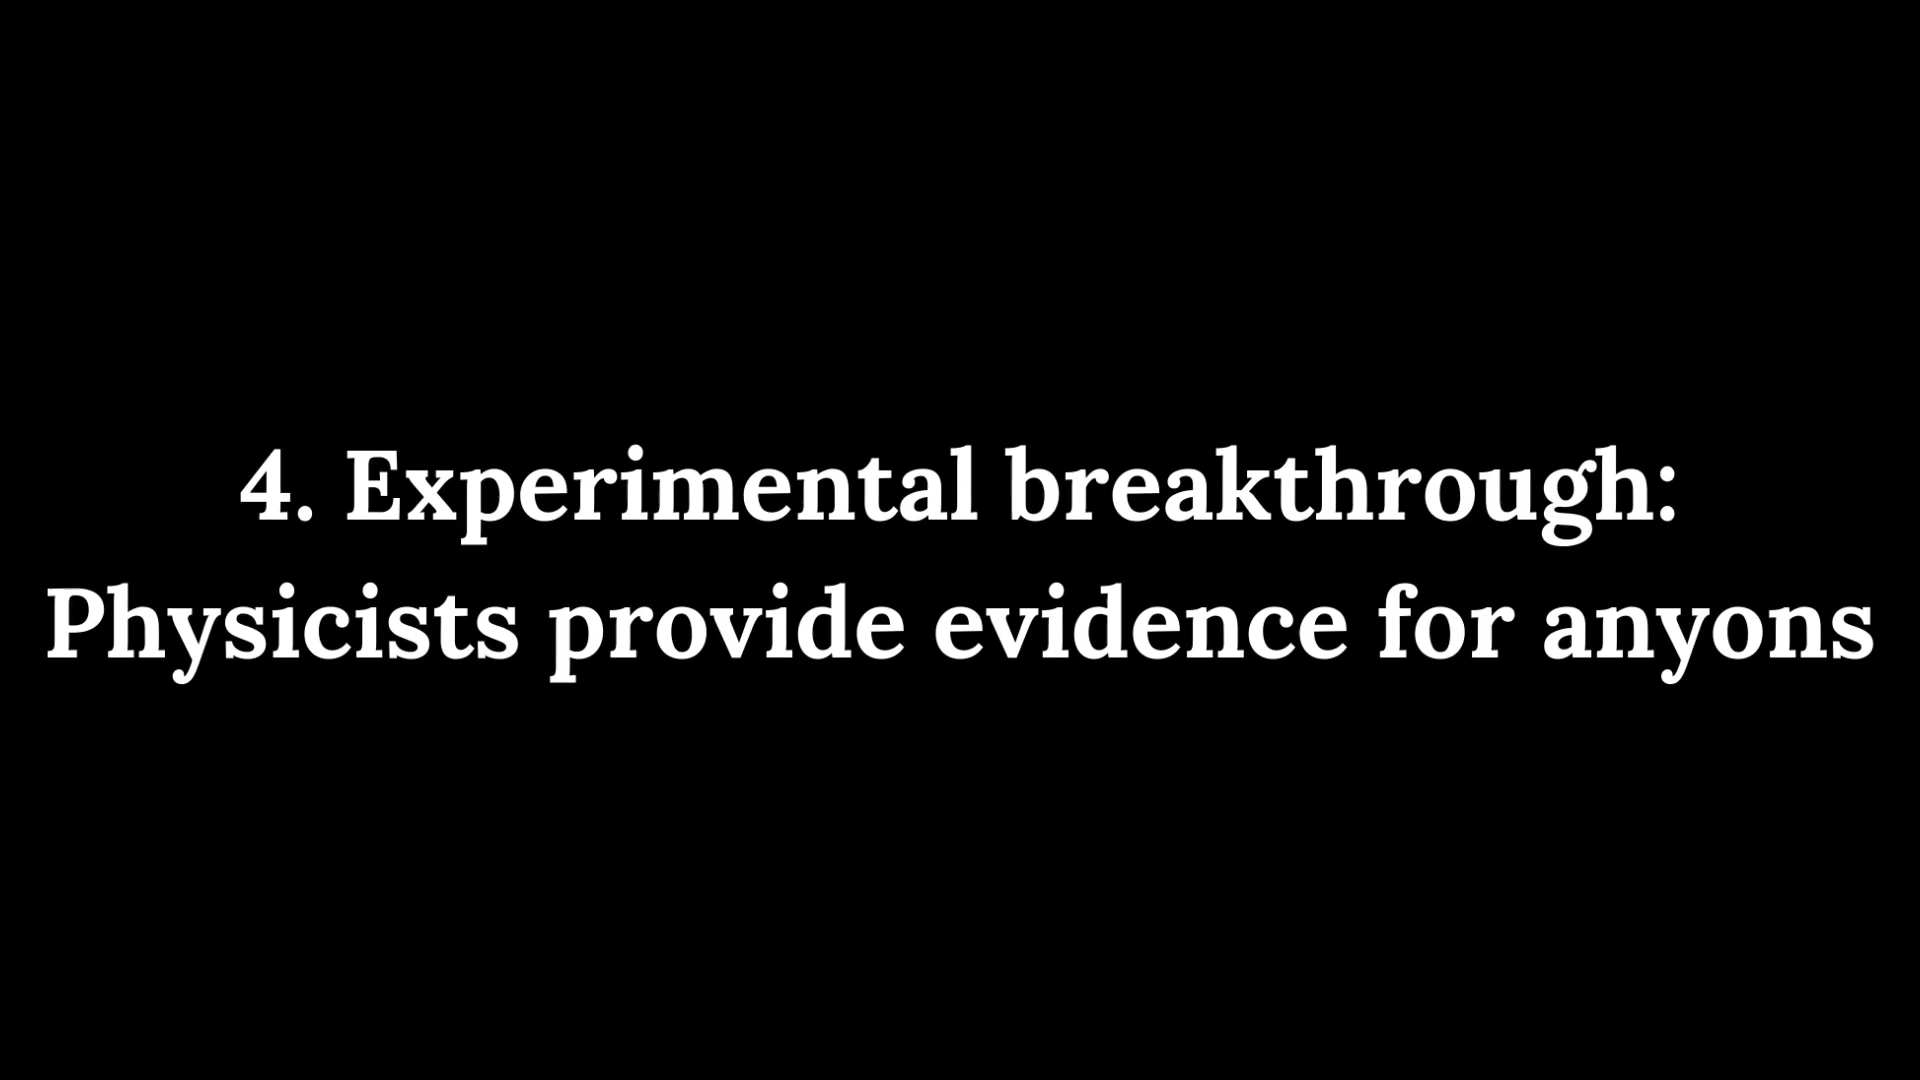 4. Experimental breakthrough:
Physicists provide evidence for anyons